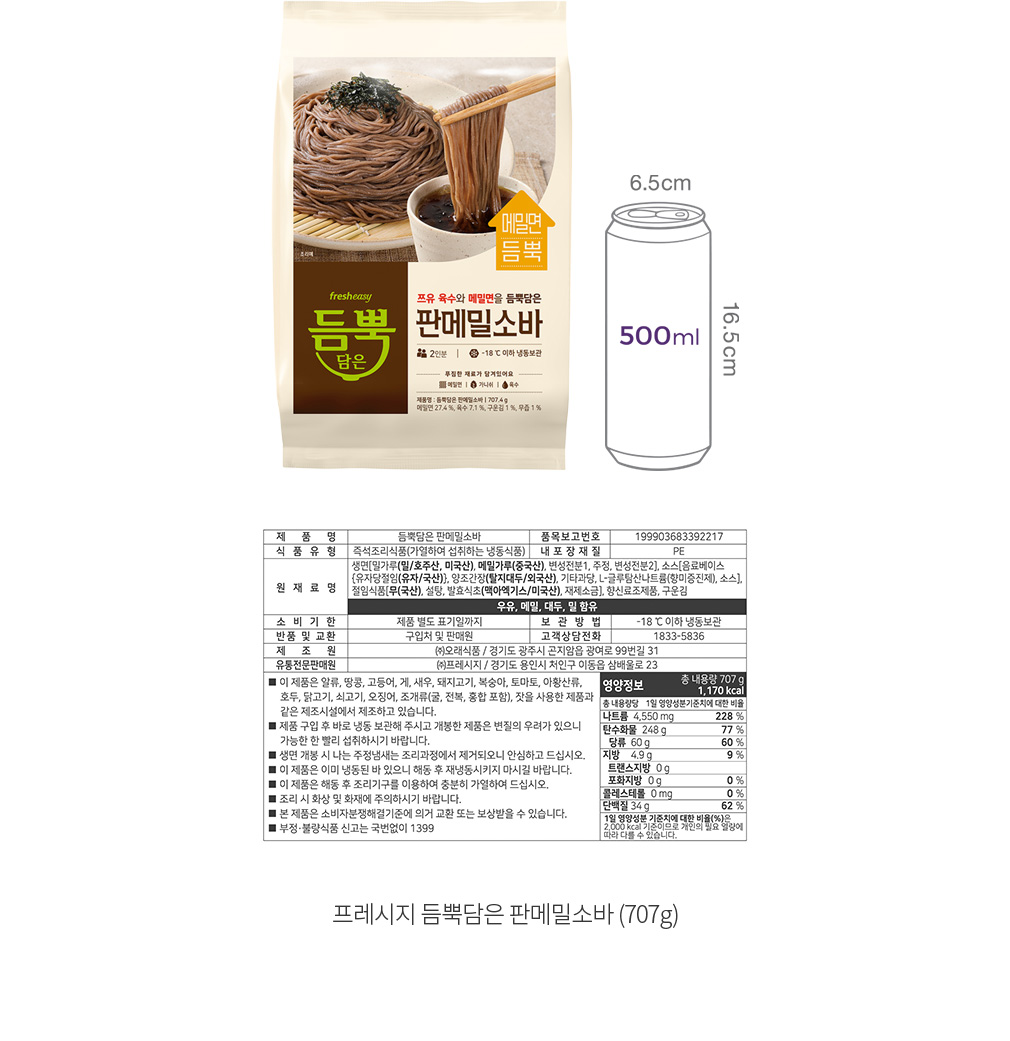 조리예
메밀면
듬뿍
fresheasy
듬뿍
담은
쯔유 육수와 메밀면을 듬뿍담은
판메밀소바
2인분 | -18 ℃ 이하 냉동보관
푸짐한 재료가 담겨있어요
메밀면 | 가니쉬 | 육수
제품명 : 듬뿍담은 판메밀소바 | 707.4 g
메밀면 27.4 %, 육수 7.1 %, 구운김 1 %, 무즙 1 %
6.5cm
500ml
16.5cm
제품명 듬뿍담은 판메밀소바 품목보고번호 199903683392217
식품유형 즉석조리식품(가열하여 섭취하는 냉동식품) 내포장재질 PE
원재료명 생면[밀가루(밀/호주산, 미국산), 메밀가루(중국산), 변성전분1, 주정, 변성전분2], 소스[음료베이스
{유자당절임(유자/국산)}, 양조간장(탈지대두/외국산), 기타과당, L-글루탐산나트륨(향미증진제), 소스],
절임식품[무(국산), 설탕, 발효식초(맥아엑기스/미국산), 재제소금], 향신료조제품, 구운김
우유, 메밀, 대두, 밀 함유
소비기한 제품 별도 표기일까지 보관방법 -18 ℃ 이하 냉동보관
반품 및 교환 구입처 및 판매원 고객상담전화 1833-5836
제조원 ㈜오래식품 / 경기도 광주시 곤지암읍 광여로 99번길 31
유통전문판매원 ㈜프레시지 / 경기도 용인시 처인구 이동읍 삼배울로 23
■ 이 제품은 알류, 땅콩, 고등어, 게, 새우, 돼지고기, 복숭아, 토마토, 아황산류,
호두, 닭고기, 쇠고기, 오징어, 조개류(굴, 전복, 홍합 포함), 잣을 사용한 제품과
같은 제조시설에서 제조하고 있습니다.
■ 제품 구입 후 바로 냉동 보관해 주시고 개봉한 제품은 변질의 우려가 있으니
가능한 한 빨리 섭취하시기 바랍니다.
■ 생면 개봉 시 나는 주정냄새는 조리과정에서 제거되오니 안심하고 드십시오.
■ 이 제품은 이미 냉동된 바 있으니 해동 후 재냉동시키지 마시길 바랍니다.
■ 이 제품은 해동 후 조리기구를 이용하여 충분히 가열하여 드십시오.
■ 조리 시 화상 및 화재에 주의하시기 바랍니다.
■ 본 제품은 소비자분쟁해결기준에 의거 교환 또는 보상받을 수 있습니다.
■ 부정·불량식품 신고는 국번없이 1399
영양정보 총 내용량 707 g
1,170 kcal
총 내용량당 1일 영양성분기준치에 대한 비율
나트륨 4,550 mg 228 %
탄수화물 248 g 77 %
당류 60 g 60 %
지방 4.9 g 9 %
트랜스지방 0 g
포화지방 0 g 0 %
콜레스테롤 0 mg 0 %
단백질 34 g 62 %
1일 영양성분 기준치에 대한 비율(%)은
2,000 kcal 기준이므로 개인의 필요 열량에
따라 다를 수 있습니다.
프레시지 듬뿍담은 판메밀소바 (707g)